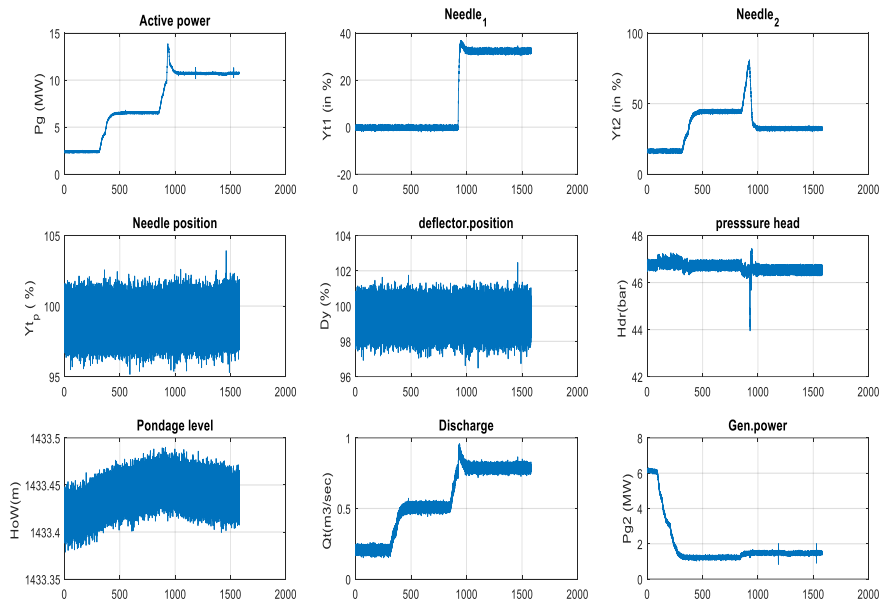 Active power
Needle1
Needle2
15
10
5
0
Pg (MW)
0 500 1000 1500 2000
40
20
0
-20
Yt1 (in %)
0 500 1000 1500 2000
100
50
0
Yt2 (in %)
0 500 1000 1500 2000
Needle position
deflector.position
presssure head
105
100
95
Ytp ( %)
0 500 1000 1500 2000
104
102
100
98
96
Dy (%)
0 500 1000 1500 2000
48
46
44
42
Hdr(bar)
0 500 1000 1500 2000
Pondage level
Discharge
Gen.power
1433.5
1433.45
1433.4
1433.35
HoW(m)
0 500 1000 1500 2000
1
0.5
0
Qt(m3/sec)
0 500 1000 1500 2000
8
6
4
2
0
Pg2 (MW)
0 500 1000 1500 2000